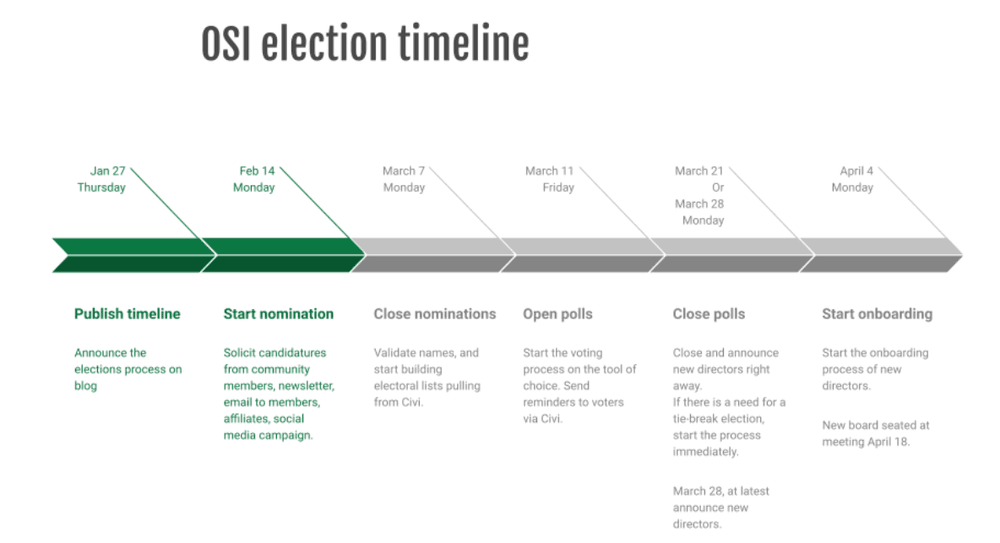 OSI election timeline
Jan 27
Thursday
Feb 14
Monday
March 7
Monday
March 11
Friday
March 21
Or
March 28
Monday
April 4
Monday
Publish timeline
Announce the
elections process on
blog
Start nomination
Solicit candidatures
from community
members, newsletter,
email to members,
affiliates, social
media campaign.
Close nominations
Validate names, and
start building
electoral lists pulling
from Civi.
Open polls
Start the voting
process on the tool of
choice. Send
reminders to voters
via Civi.
Close polls
Close and announce
new directors right
away.
If there is a need for a
tie-break election,
start the process
immediately.
March 28, at latest
announce new
directors.
Start onboarding
Start the onboarding
process of new
directors.
New board seated at
meeting April 18.